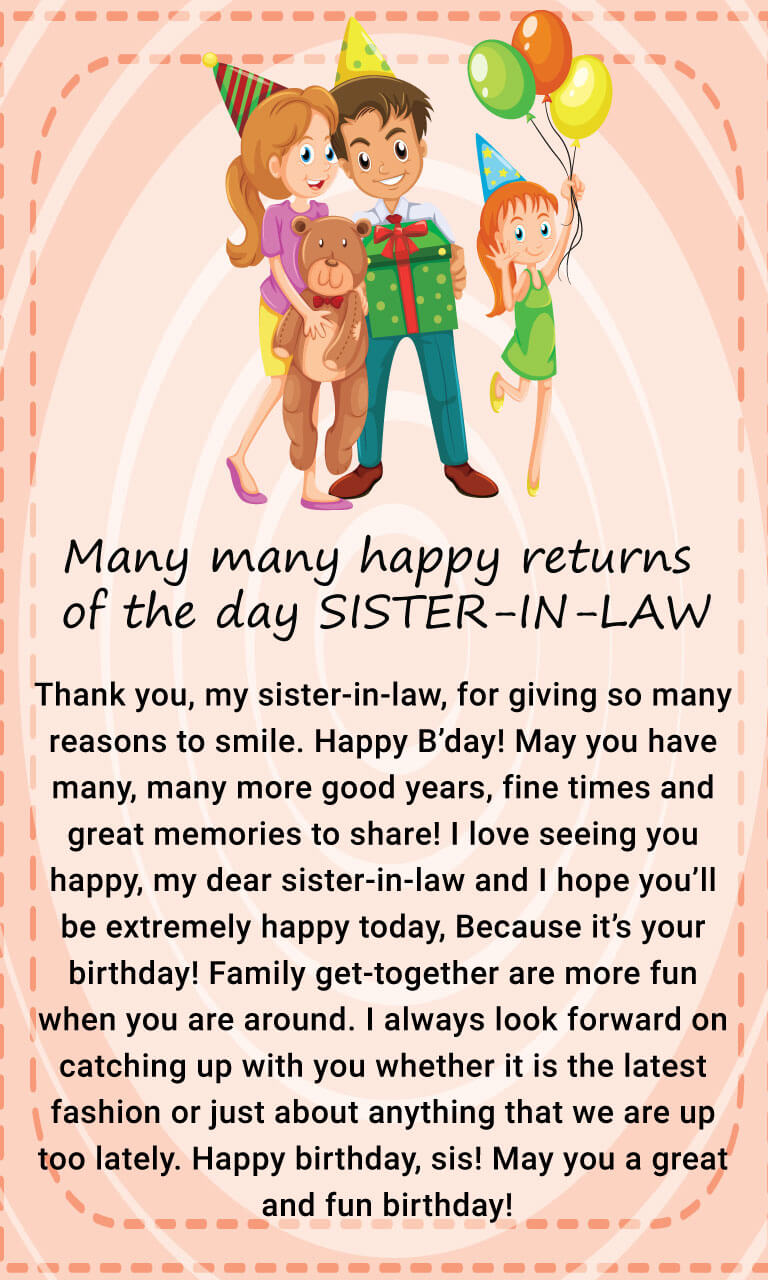 Many many happy returns
of the day SISTER-IN-LAW
Thank you, my sister-in-law, for giving so many
reasons to smile. Happy B’day! May you have
many, many more good years, fine times and
great memories to share! I love seeing you
happy, my dear sister-in-law and I hope you’ll
be extremely happy today, Because it’s your
birthday! Family get-together are more fun
when you are around. I always look forward on
catching up with you whether it is the latest
fashion or just about anything that we are up
too lately. Happy birthday, sis! May you a great
and fun birthday!